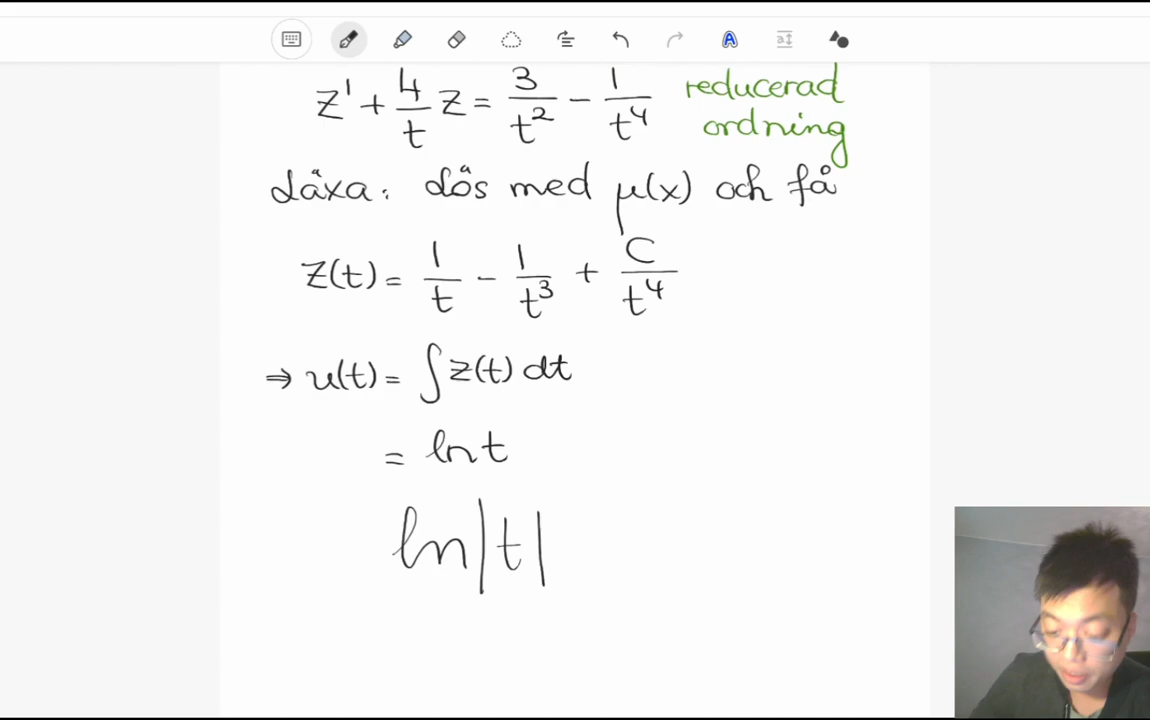 z' + 4/t z = 3/t² - 1/t⁴
reducerad
ordning
Läxa: Lös med μ(x) och få
z(t) = 1/t - 1/t³ + C/t⁴
⇒ u(t) = ∫ z(t) dt
= ln t
ln|t|